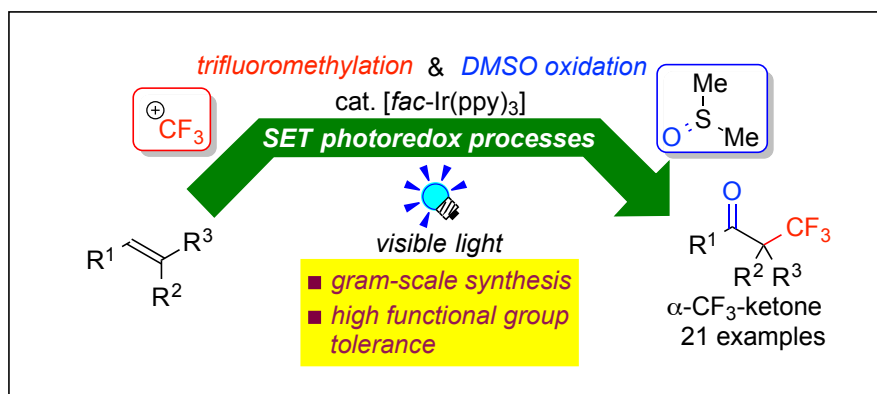 trifluoromethylation & DMSO oxidation
cat. [fac-Ir(ppy)₃]
SET photoredox processes
⊕
CF₃
Me
S
O
Me
visible light
■ gram-scale synthesis
■ high functional group
tolerance
R¹
R³
R²
O
R¹
CF₃
R² R³
α-CF₃-ketone
21 examples